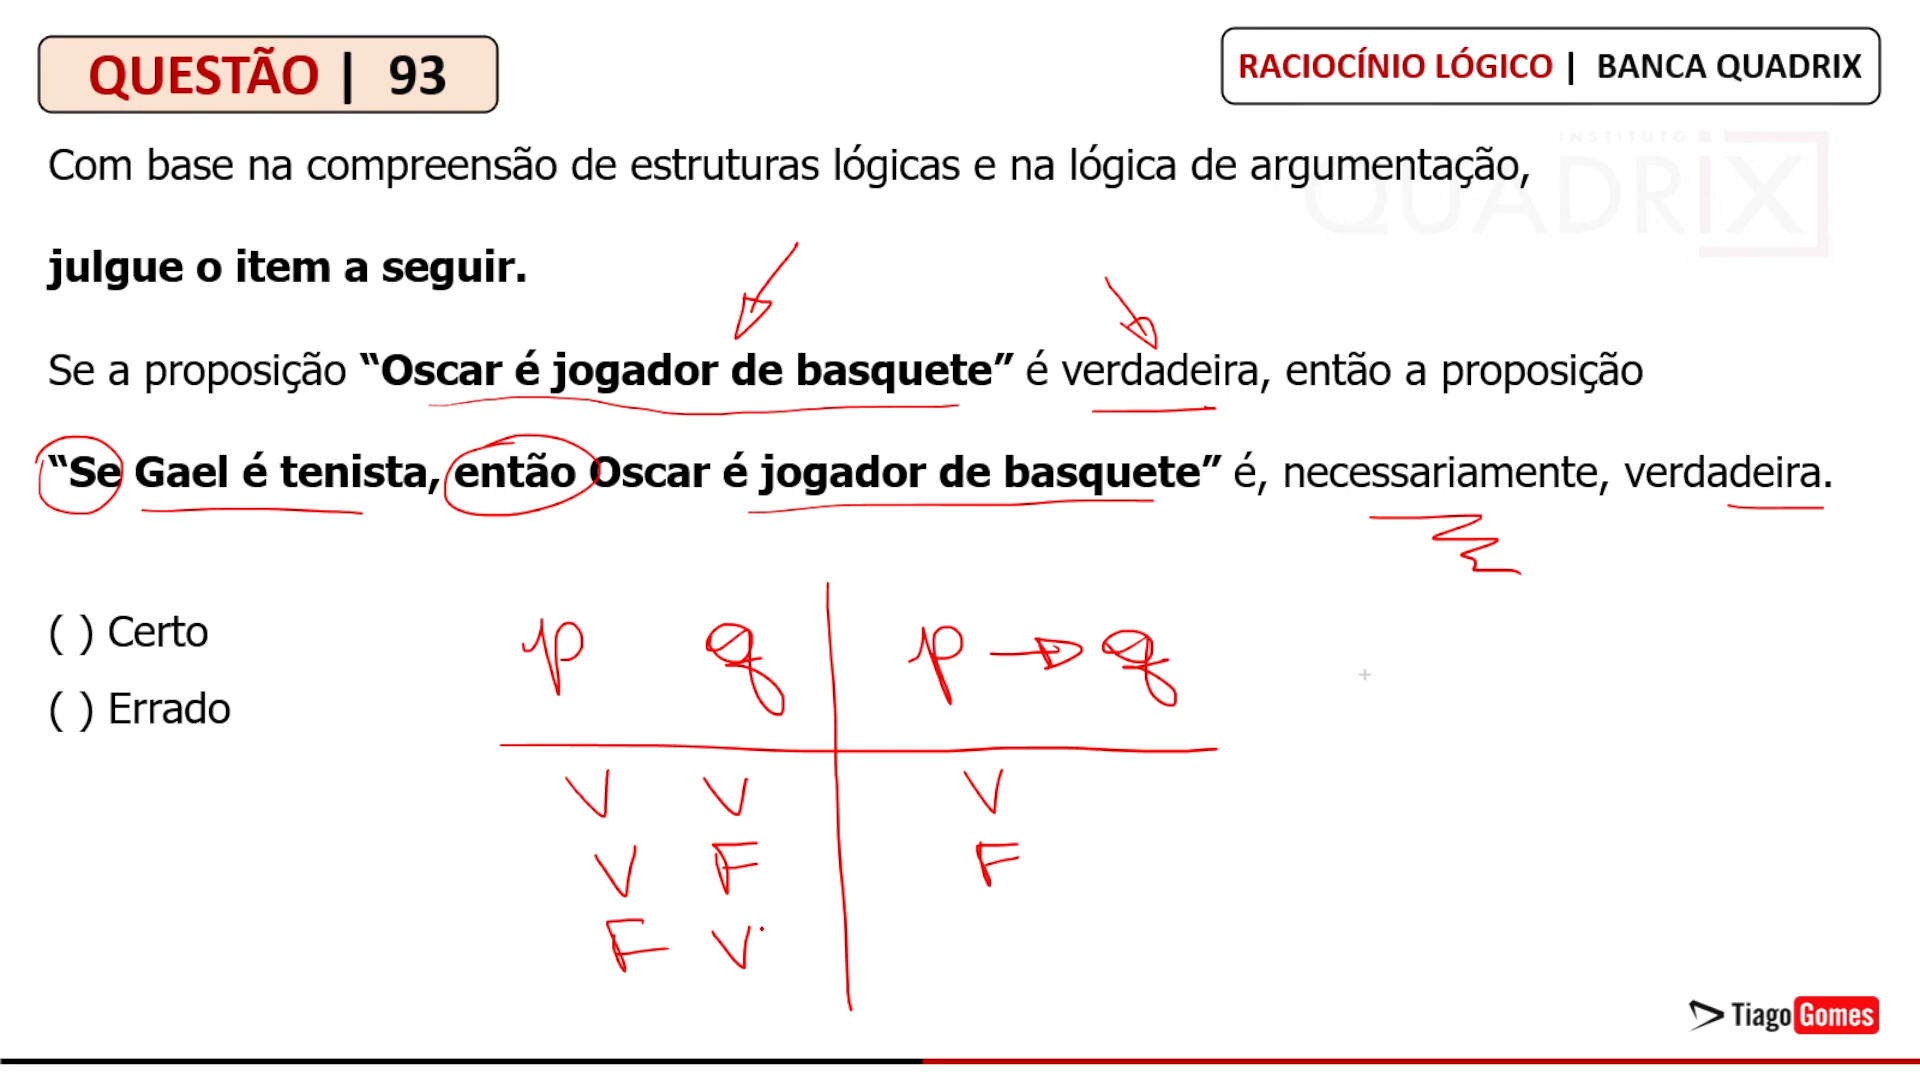 QUESTÃO | 93
RACIOCÍNIO LÓGICO | BANCA QUADRIX
INSTITUTO
QUADRIX
Com base na compreensão de estruturas lógicas e na lógica de argumentação,
julgue o item a seguir.
Se a proposição “Oscar é jogador de basquete” é verdadeira, então a proposição
“Se Gael é tenista, então Oscar é jogador de basquete” é, necessariamente, verdadeira.
( ) Certo
( ) Errado
p q p → q
V V V
V F F
F V
Tiago Gomes